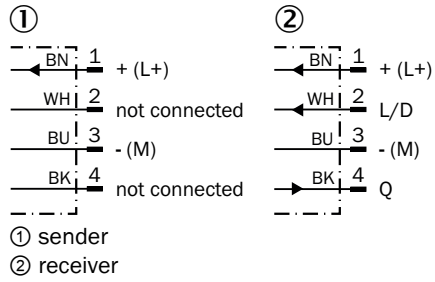 ① ②
BN 1 + (L+) BN 1 + (L+)
WH 2 not connected WH 2 L/D
BU 3 - (M) BU 3 - (M)
BK 4 not connected BK 4 Q
① sender
② receiver